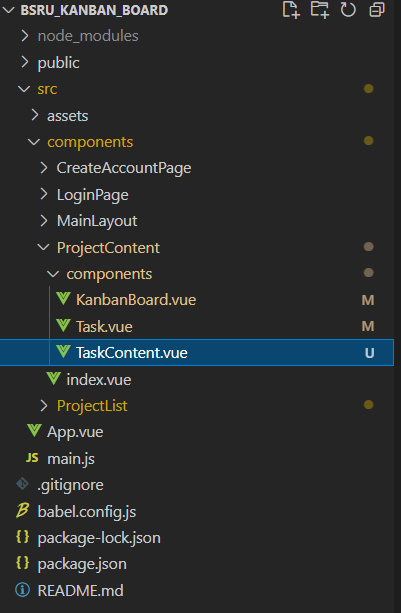 BSRU_KANBAN_BOARD
node_modules
public
src
assets
components
CreateAccountPage
LoginPage
MainLayout
ProjectContent
components
KanbanBoard.vue M
Task.vue M
TaskContent.vue U
index.vue
ProjectList
App.vue
JS main.js
.gitignore
babel.config.js
{} package-lock.json
{} package.json
README.md